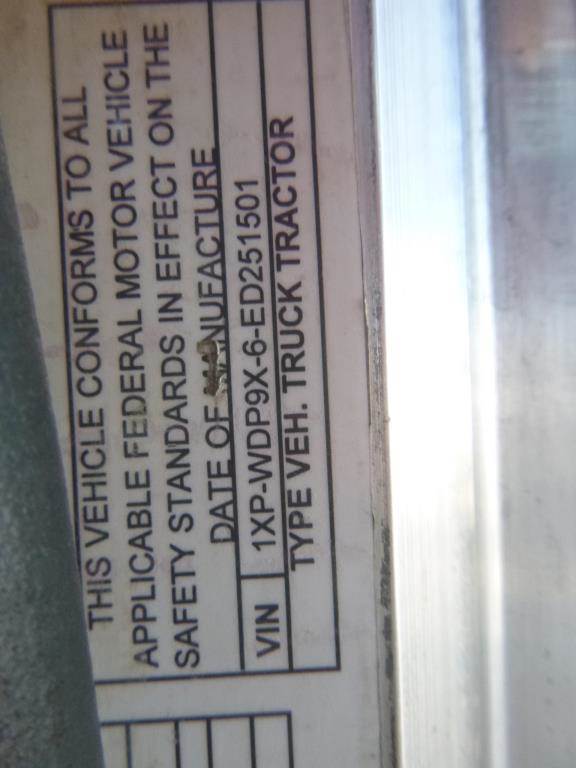 THIS VEHICLE CONFORMS TO ALL
APPLICABLE FEDERAL MOTOR VEHICLE
SAFETY STANDARDS IN EFFECT ON THE
DATE OF MANUFACTURE
VIN 1XP-WDP9X-6-ED251501
TYPE VEH. TRUCK TRACTOR